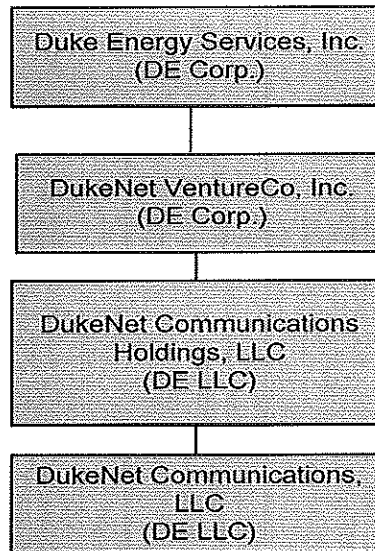 Duke Energy Services, Inc.
(DE Corp.)
DukeNet VentureCo, Inc.
(DE Corp.)
DukeNet Communications
Holdings, LLC
(DE LLC)
DukeNet Communications,
LLC
(DE LLC)